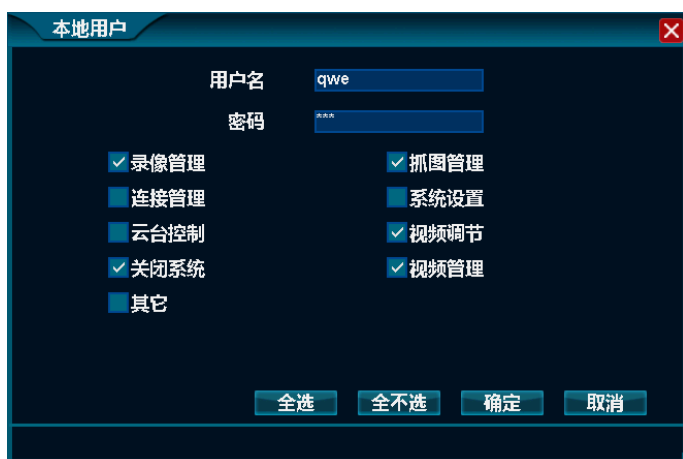 本地用户
用户名 qwe
密码 ***
录像管理 抓图管理
连接管理 系统设置
云台控制 视频调节
关闭系统 视频管理
其它
全选 全不选 确定 取消